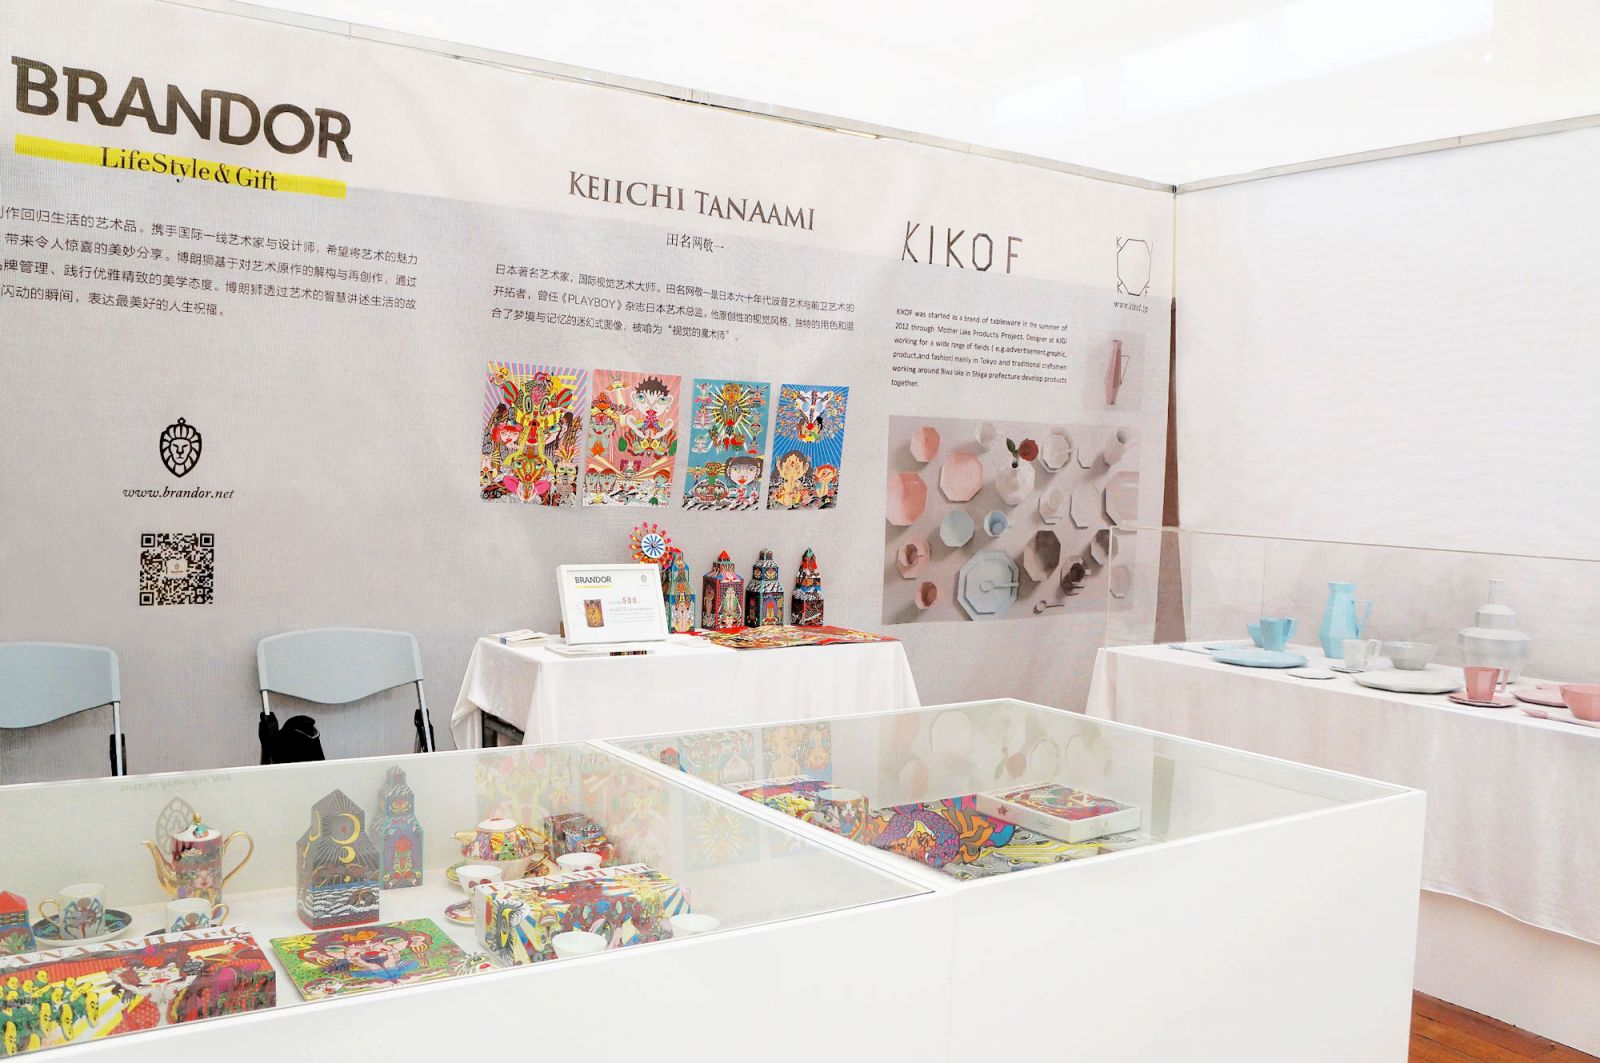 BRANDOR
LifeStyle & Gift
作回归生活的艺术品。携手国际一线艺术家与设计师，希望将艺术的魅力
带来令人惊喜的美妙分享。博朗狮基于对艺术原作的解构与再创作，通过
牌管理、践行优雅精致的美学态度。博朗狮透过艺术的智慧讲述生活的故
闪动的瞬间，表达最美好的人生祝福。
www.brandor.net
KEIICHI TANAAMI
田名网敬一
日本著名艺术家，国际视觉艺术大师。田名网敬一是日本六十年代波普艺术与前卫艺术的
开拓者，曾任《PLAYBOY》杂志日本艺术总监。他原创性的视觉风格，独特的用色和混
合了梦境与记忆的迷幻式图像，被喻为“视觉的魔术师”。
KIKOF
KIKOF
www.kikof.jp
KIKOF was started as a brand of tableware in the summer of
2012 through Mother Lake Products Project. Designer at KIGI
working for a wide range of fields ( e,g,advertisement,graphic,
product,and fashion) mainly in Tokyo and traditional craftsmen
working around Biwa lake in Shiga prefecture develop products
together.
BRANDOR
500
TANAAMI Art
TANAAMI Art